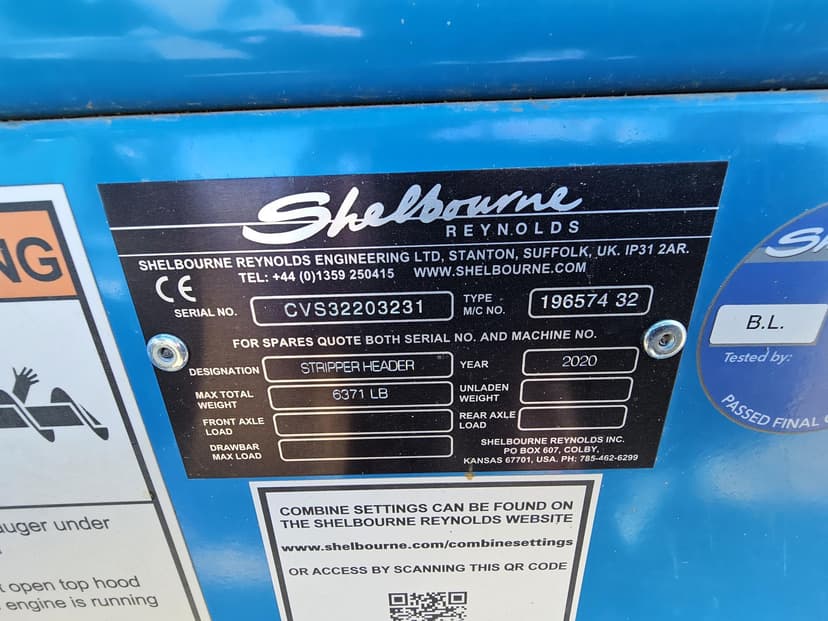 Shelbourne
REYNOLDS
SHELBOURNE REYNOLDS ENGINEERING LTD, STANTON, SUFFOLK, UK. IP31 2AR.
TEL: +44 (0)1359 250415 WWW.SHELBOURNE.COM
CE
SERIAL NO. CVS32203231 TYPE M/C NO. 196574 32
FOR SPARES QUOTE BOTH SERIAL NO. AND MACHINE NO.
DESIGNATION STRIPPER HEADER YEAR 2020
MAX TOTAL WEIGHT 6371 LB UNLADEN WEIGHT
FRONT AXLE LOAD REAR AXLE LOAD
DRAWBAR MAX LOAD
SHELBOURNE REYNOLDS INC.
PO BOX 607, COLBY,
KANSAS 67701, USA. PH: 785-462-6299
COMBINE SETTINGS CAN BE FOUND ON
THE SHELBOURNE REYNOLDS WEBSITE
www.shelbourne.com/combinesettings
OR ACCESS BY SCANNING THIS QR CODE
NG
auger under
open top hood
engine is running
B.L.
Tested by:
PASSED FINAL